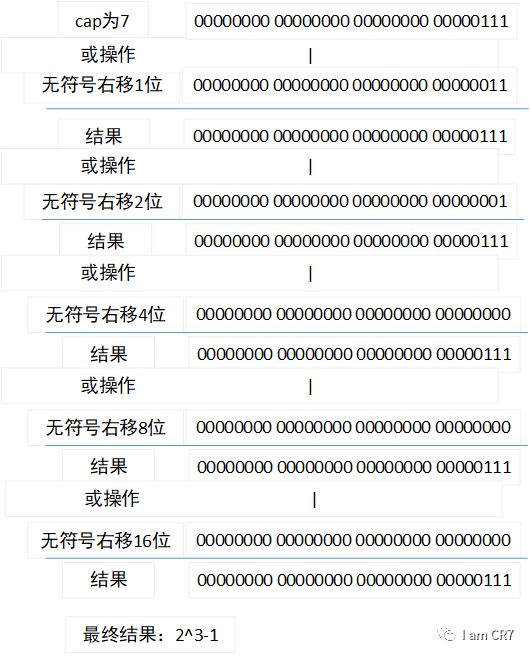 cap为7 00000000 00000000 00000000 00000111
或操作 |
无符号右移1位 00000000 00000000 00000000 00000011
结果 00000000 00000000 00000000 00000111
或操作 |
无符号右移2位 00000000 00000000 00000000 00000001
结果 00000000 00000000 00000000 00000111
或操作 |
无符号右移4位 00000000 00000000 00000000 00000000
结果 00000000 00000000 00000000 00000111
或操作 |
无符号右移8位 00000000 00000000 00000000 00000000
结果 00000000 00000000 00000000 00000111
或操作 |
无符号右移16位 00000000 00000000 00000000 00000000
结果 00000000 00000000 00000000 00000111
最终结果：2^3-1
I am CR7